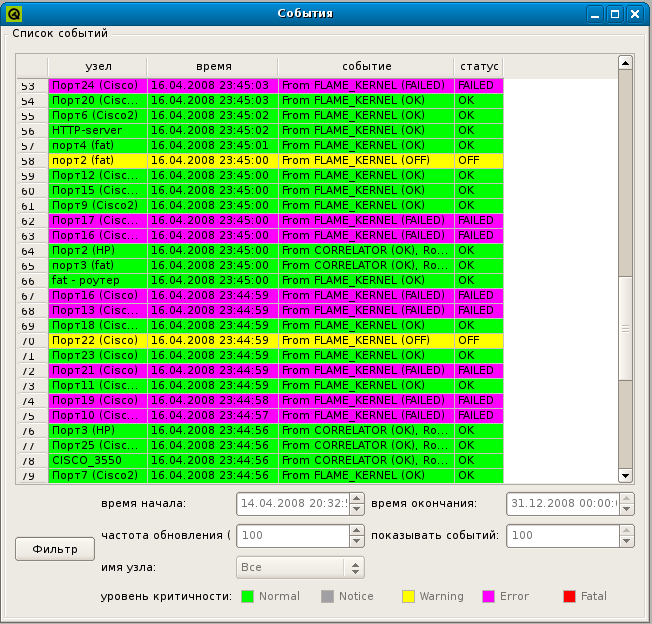 События
Список событий
узел время событие статус
53 Порт24 (Cisco) 16.04.2008 23:45:03 From FLAME_KERNEL (FAILED) FAILED
54 Порт20 (Cisc... 16.04.2008 23:45:03 From FLAME_KERNEL (OK) OK
55 Порт6 (Cisco2) 16.04.2008 23:45:02 From FLAME_KERNEL (OK) OK
56 HTTP-server 16.04.2008 23:45:02 From FLAME_KERNEL (OK) OK
57 порт4 (fat) 16.04.2008 23:45:01 From FLAME_KERNEL (OK) OK
58 порт2 (fat) 16.04.2008 23:45:00 From FLAME_KERNEL (OFF) OFF
59 Порт12 (Cisc... 16.04.2008 23:45:00 From FLAME_KERNEL (OK) OK
60 Порт15 (Cisc... 16.04.2008 23:45:00 From FLAME_KERNEL (OK) OK
61 Порт9 (Cisco2) 16.04.2008 23:45:00 From FLAME_KERNEL (OK) OK
62 Порт17 (Cisc... 16.04.2008 23:45:00 From FLAME_KERNEL (FAILED) FAILED
63 Порт16 (Cisc... 16.04.2008 23:45:00 From FLAME_KERNEL (FAILED) FAILED
64 Порт2 (HP) 16.04.2008 23:45:00 From CORRELATOR (OK), Ro... OK
65 порт3 (fat) 16.04.2008 23:45:00 From CORRELATOR (OK), Ro... OK
66 fat - роутер 16.04.2008 23:45:00 From FLAME_KERNEL (OK) OK
67 Порт16 (Cisco) 16.04.2008 23:44:59 From FLAME_KERNEL (FAILED) FAILED
68 Порт13 (Cisc... 16.04.2008 23:44:59 From FLAME_KERNEL (FAILED) FAILED
69 Порт18 (Cisc... 16.04.2008 23:44:59 From FLAME_KERNEL (OK) OK
70 Порт22 (Cisco) 16.04.2008 23:44:59 From FLAME_KERNEL (OFF) OFF
71 Порт23 (Cisc... 16.04.2008 23:44:59 From FLAME_KERNEL (OK) OK
72 Порт21 (Cisc... 16.04.2008 23:44:59 From FLAME_KERNEL (FAILED) FAILED
73 Порт11 (Cisc... 16.04.2008 23:44:59 From FLAME_KERNEL (OK) OK
74 Порт19 (Cisco) 16.04.2008 23:44:58 From FLAME_KERNEL (FAILED) FAILED
75 Порт10 (Cisc... 16.04.2008 23:44:57 From FLAME_KERNEL (FAILED) FAILED
76 Порт3 (HP) 16.04.2008 23:44:56 From CORRELATOR (OK), Ro... OK
77 Порт25 (Cisc... 16.04.2008 23:44:56 From CORRELATOR (OK), Ro... OK
78 CISCO_3550 16.04.2008 23:44:56 From CORRELATOR (OK), Ro... OK
79 Порт7 (Cisco2) 16.04.2008 23:44:56 From FLAME_KERNEL (OK) OK
время начала: 14.04.2008 20:32: время окончания: 31.12.2008 00:00:
частота обновления ( 100 показывать событий: 100
Фильтр
имя узла: Все
уровень критичности: Normal Notice Warning Error Fatal